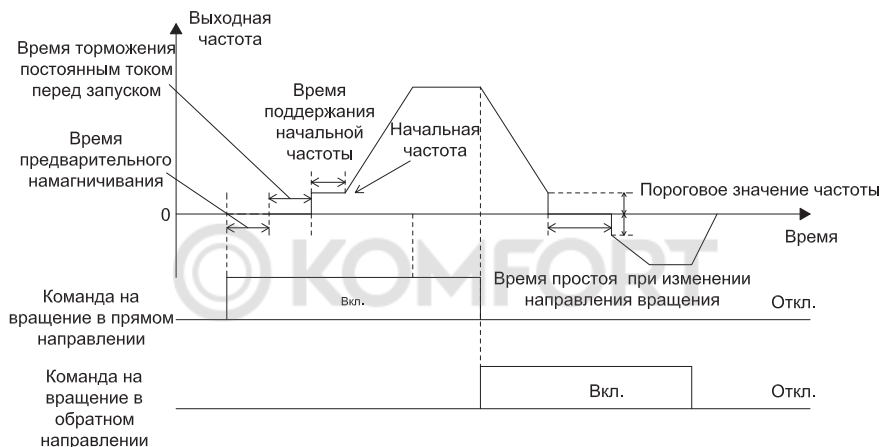 Выходная
частота
Время торможения
постоянным током
перед запуском
Время
поддержания
начальной
частоты
Начальная
частота
Время
предварительного
намагничивания
Пороговое значение частоты
0
Время
KOMFORT
Время простоя при изменении
направления вращения
Команда на
вращение в прямом
направлении
Вкл.
Откл.
Команда на
вращение в
обратном
направлении
Вкл.
Откл.